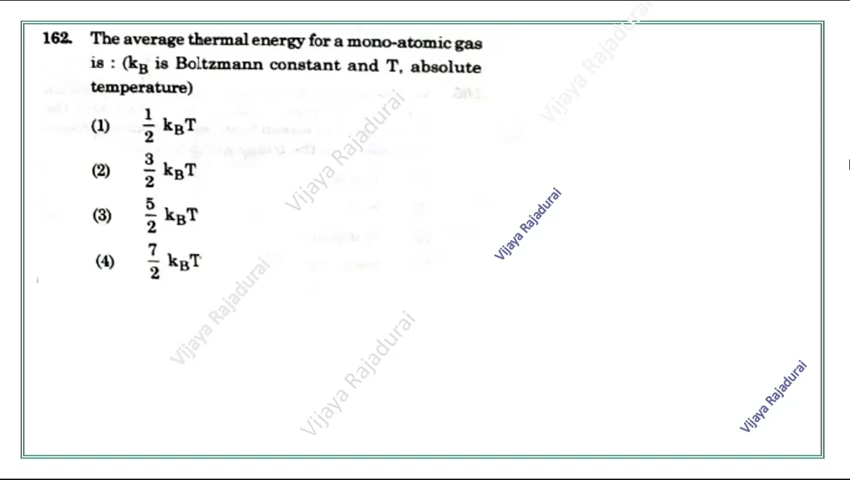 162. The average thermal energy for a mono-atomic gas
is : (kB is Boltzmann constant and T, absolute
temperature)
(1) 1/2 kBT
(2) 3/2 kBT
(3) 5/2 kBT
(4) 7/2 kBT
Vijaya Rajadurai
Vijaya Rajadurai
Vijaya Rajadurai
Vijaya Rajadurai
Vijaya Rajadurai
Vijaya Rajadurai